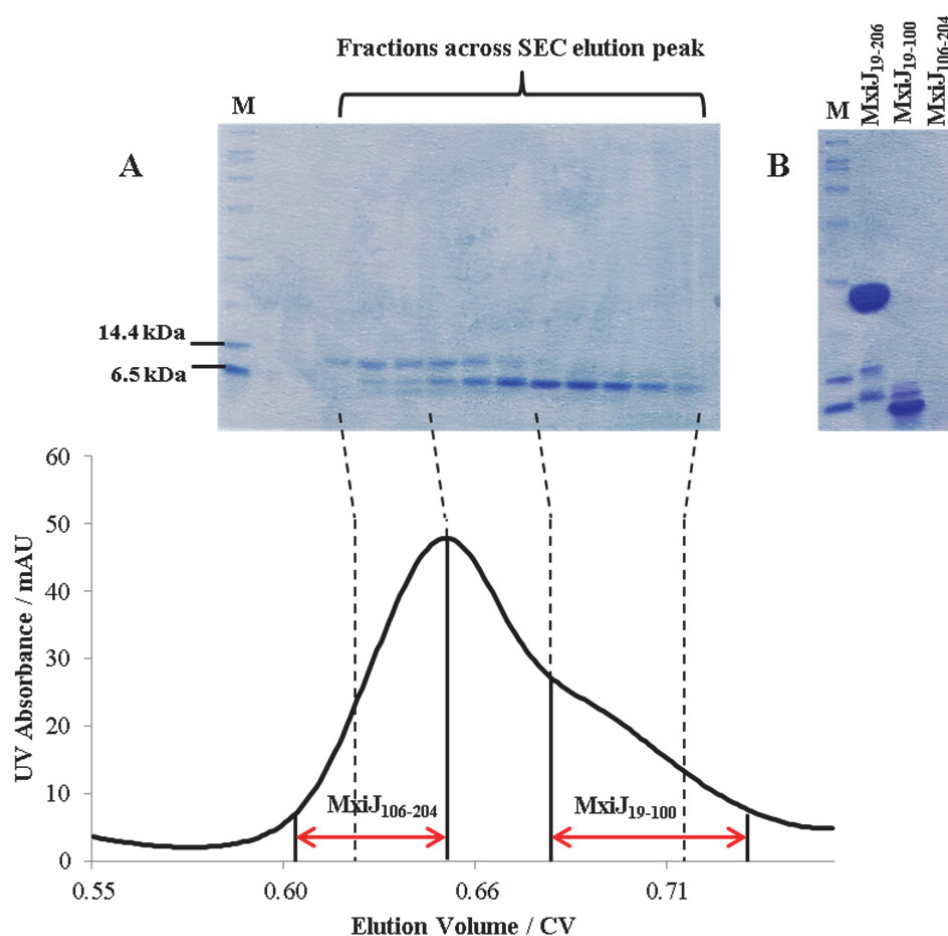 Fractions across SEC elution peak
M
A
14.4 kDa
6.5 kDa
B
M
MxiJ19-206
MxiJ19-100
MxiJ106-204
60
50
40
30
20
10
0
UV Absorbance / mAU
MxiJ106-204
MxiJ19-100
0.55
0.60
0.66
0.71
Elution Volume / CV